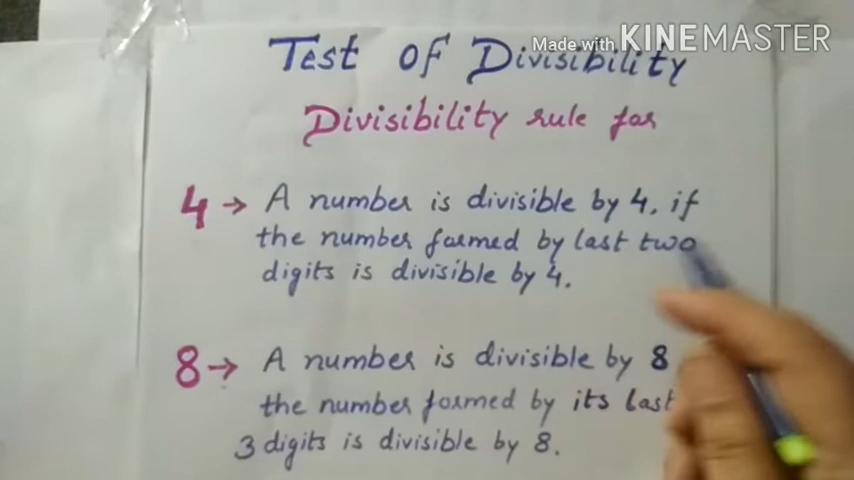 Made with KINEMASTER
Test of Divisibility
Divisibility rule for
4 → A number is divisible by 4, if
the number formed by last two
digits is divisible by 4.
8 → A number is divisible by 8
the number formed by its last
3 digits is divisible by 8.